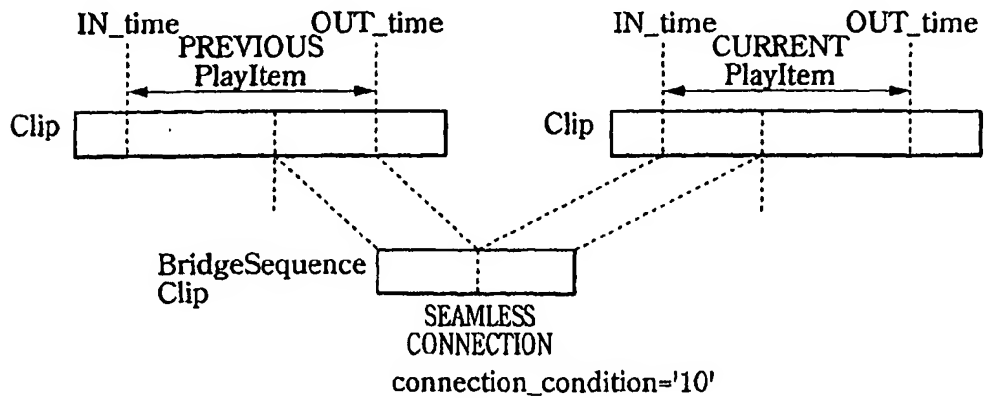 IN_time OUT_time
PREVIOUS
PlayItem
IN_time OUT_time
CURRENT
PlayItem
Clip
Clip
BridgeSequence
Clip
SEAMLESS
CONNECTION
connection_condition='10'